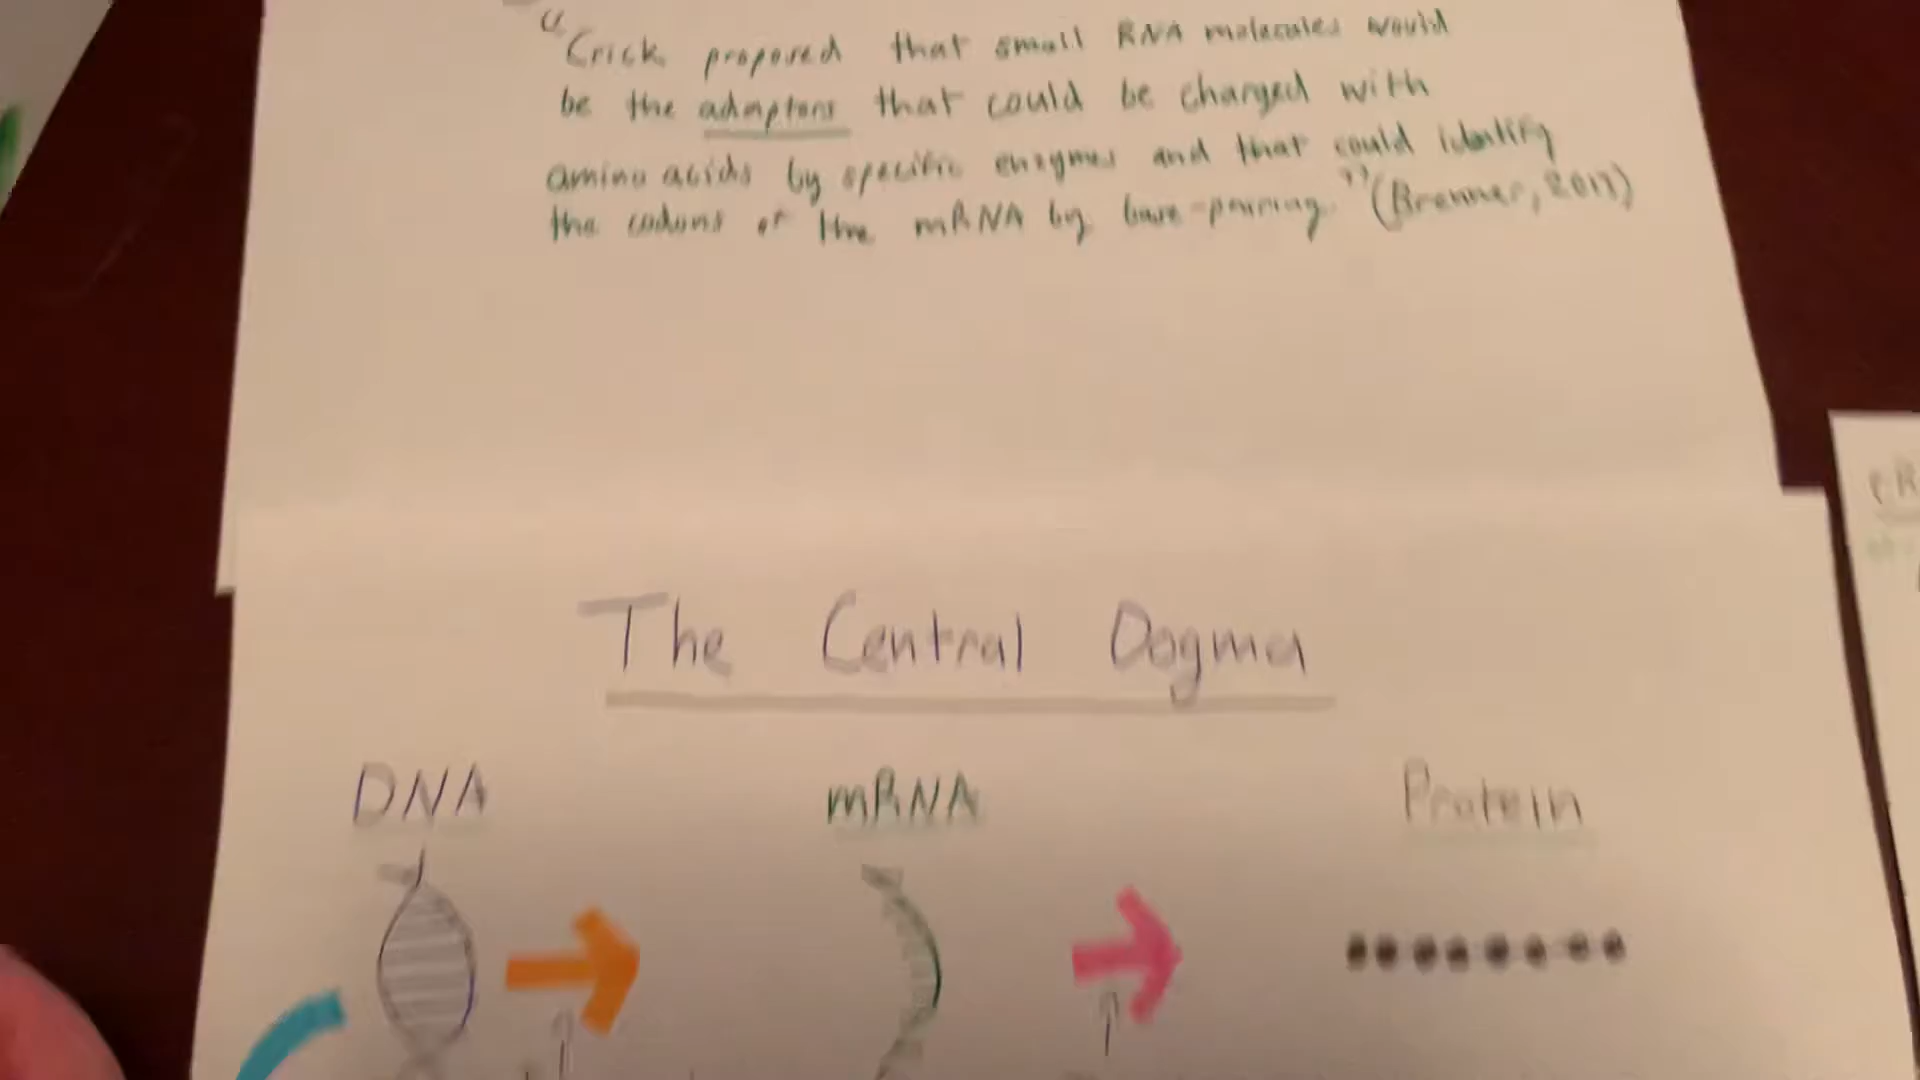 "Crick proposed that small RNA molecules would
be the adaptors that could be charged with
amino acids by specific enzymes and that could identify
the codons of the mRNA by base-pairing." (Brenner, 2011)
The Central Dogma
DNA mRNA Protein